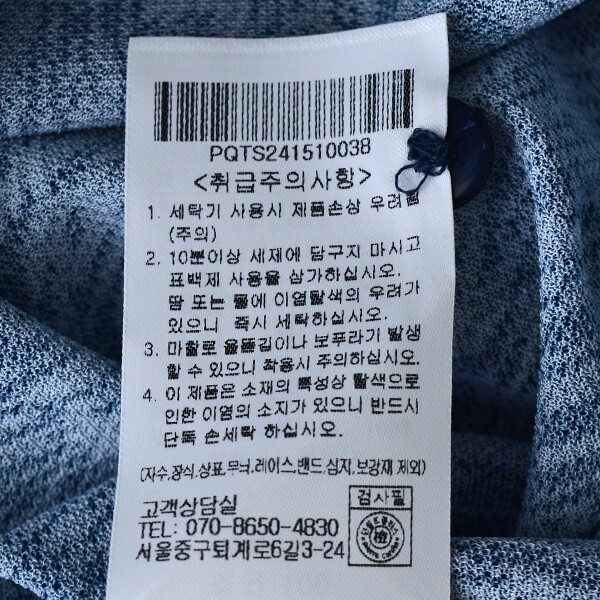 PQTS241510038
<취급주의사항>
1. 세탁기 사용시 제품손상 우려됨
(주의)
2. 10분이상 세제에 담구지 마시고
표백제 사용을 삼가하십시오.
땀 또는 물에 이염탈색의 우려가
있으니 즉시 세탁하십시오.
3. 마찰로 올뜯김이나 보푸라기 발생
할 수 있으니 착용시 주의하십시오.
4. 이 제품은 소재의 특성상 탈색으로
인한 이염의 소지가 있으니 반드시
단독 손세탁 하십시오.
(자수,장식,상표,무늬,레이스,밴드,심지,보강재 제외)
고객상담실
검사필
TEL: 070-8650-4830
서울중구퇴계로6길3-24